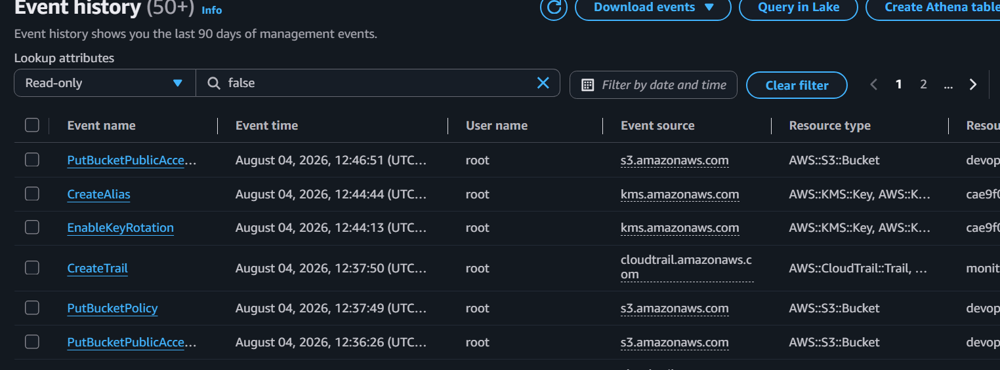 Event history (50+) Info
Download events
Query in Lake
Create Athena table
Event history shows you the last 90 days of management events.
Lookup attributes
Read-only
false
Filter by date and time
Clear filter
1 2 ...
Event name Event time User name Event source Resource type Resou
PutBucketPublicAcce... August 04, 2026, 12:46:51 (UTC... root s3.amazonaws.com AWS::S3::Bucket devop
CreateAlias August 04, 2026, 12:44:44 (UTC... root kms.amazonaws.com AWS::KMS::Key, AWS::K... cae9f0
EnableKeyRotation August 04, 2026, 12:44:13 (UTC... root kms.amazonaws.com AWS::KMS::Key, AWS::K... cae9f0
CreateTrail August 04, 2026, 12:37:50 (UTC... root cloudtrail.amazonaws.c
om AWS::CloudTrail::Trail, ... monit
PutBucketPolicy August 04, 2026, 12:37:49 (UTC... root s3.amazonaws.com AWS::S3::Bucket devop
PutBucketPublicAcce... August 04, 2026, 12:36:26 (UTC... root s3.amazonaws.com AWS::S3::Bucket devop